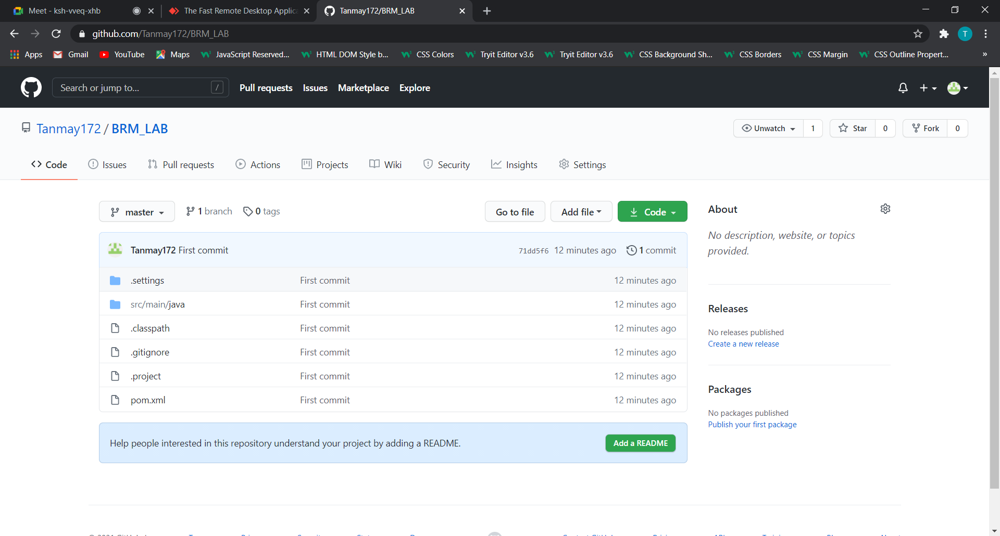 Meet - ksh-vveq-xhb
The Fast Remote Desktop Applica
Tanmay172/BRM_LAB
github.com/Tanmay172/BRM_LAB
T
Apps Gmail YouTube Maps JavaScript Reserved... HTML DOM Style b... CSS Colors Tryit Editor v3.6 Tryit Editor v3.6 CSS Background Sh... CSS Borders CSS Margin CSS Outline Propert... »
Search or jump to... / Pull requests Issues Marketplace Explore
Tanmay172 / BRM_LAB
Unwatch 1 Star 0 Fork 0
Code Issues Pull requests Actions Projects Wiki Security Insights Settings
master 1 branch 0 tags Go to file Add file Code
Tanmay172 First commit 71dd5f6 12 minutes ago 1 commit
.settings First commit 12 minutes ago
src/main/java First commit 12 minutes ago
.classpath First commit 12 minutes ago
.gitignore First commit 12 minutes ago
.project First commit 12 minutes ago
pom.xml First commit 12 minutes ago
Help people interested in this repository understand your project by adding a README. Add a README
About
No description, website, or topics
provided.
Releases
No releases published
Create a new release
Packages
No packages published
Publish your first package